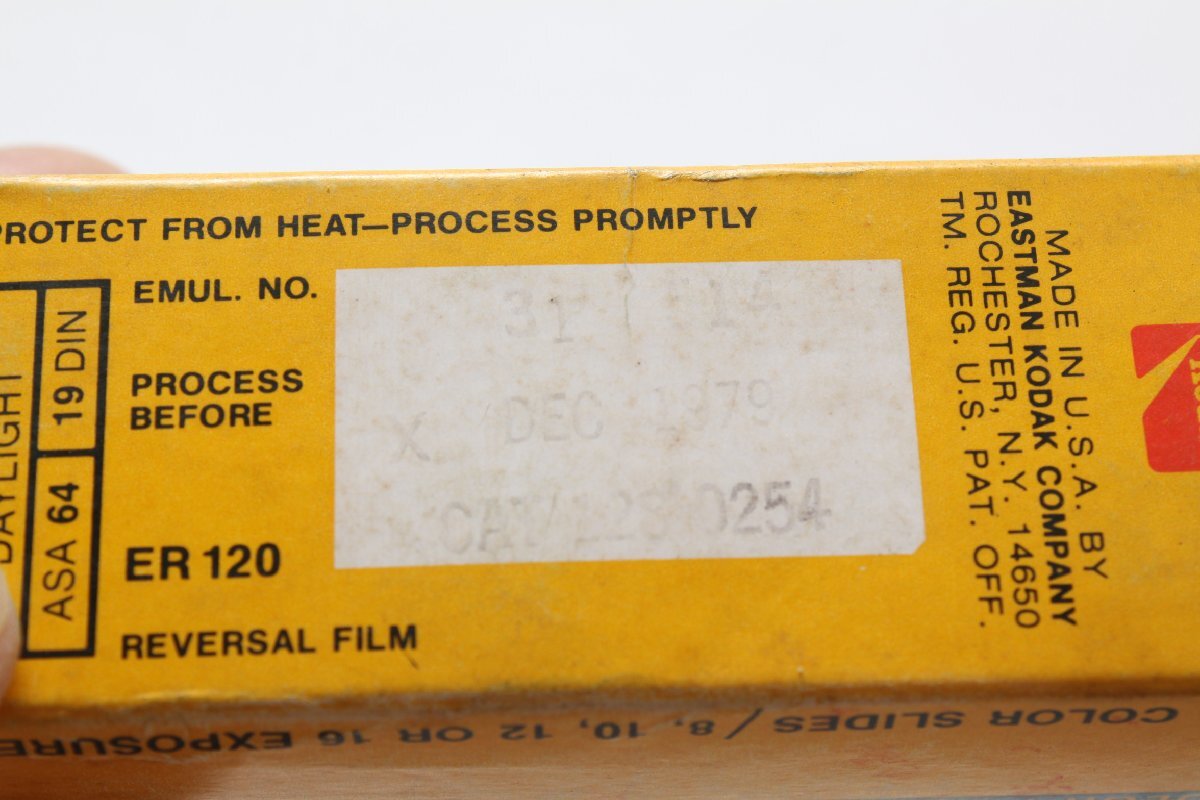 PROTECT FROM HEAT—PROCESS PROMPTLY
DAYLIGHT
ASA 64 19 DIN
EMUL. NO.
PROCESS
BEFORE
DEC 1979
X
0254
ER 120
REVERSAL FILM
MADE IN U.S.A. BY
EASTMAN KODAK COMPANY
ROCHESTER, N.Y. 14650
TM. REG. U.S. PAT. OFF.
COLOR SLIDES / 8, 10, 12 OR 16 EXPOSURE